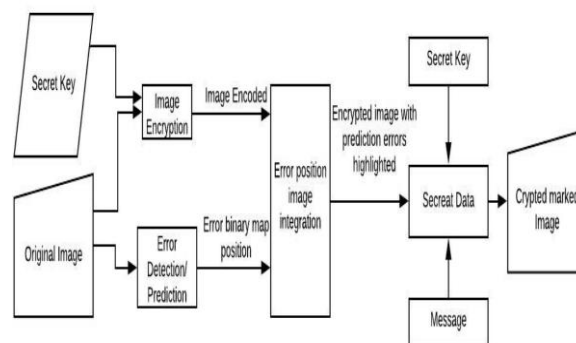 Secret Key
Image
Encryption
Image Encoded
Original Image
Error
Detection/
Prediction
Error binary map
position
Error position
image
integration
Encrypted image with
prediction errors
highlighted
Secret Key
Secreat Data
Message
Crypted marked
Image